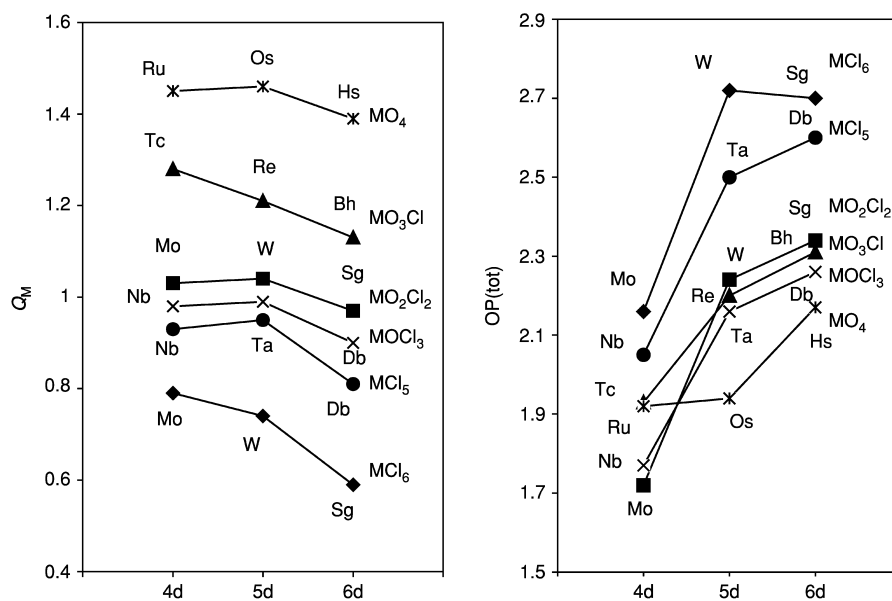 1.6
1.4
1.2
1
0.8
0.6
0.4
Q_M
Ru
Os
Hs
MO₄
Tc
Re
Bh
MO₃Cl
Mo
W
Sg
MO₂Cl₂
Nb
MOCl₃
Db
Nb
Ta
MCl₅
Db
Mo
W
MCl₆
Sg
4d 5d 6d
2.9
2.7
2.5
2.3
2.1
1.9
1.7
1.5
OP(tot)
W
Sg
MCl₆
Db
MCl₅
Ta
Sg
MO₂Cl₂
Mo
W
Bh
MO₃Cl
Re
MOCl₃
Db
Nb
Ta
MO₄
Hs
Tc
Ru
Os
Nb
Mo
4d 5d 6d